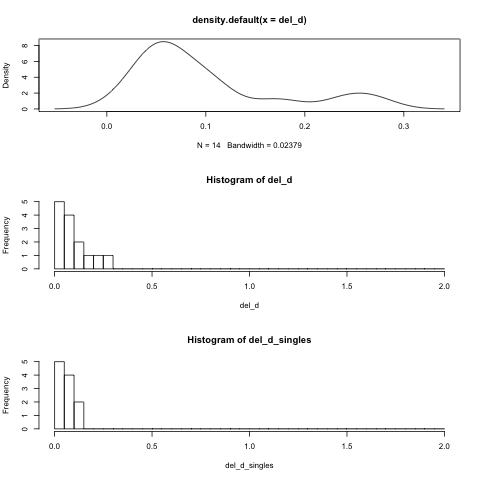 density.default(x = del_d)
Density
0 2 4 6 8
0.0 0.1 0.2 0.3
N = 14 Bandwidth = 0.02379
Histogram of del_d
Frequency
0 1 2 3 4 5
0.0 0.5 1.0 1.5 2.0
del_d
Histogram of del_d_singles
Frequency
0 1 2 3 4 5
0.0 0.5 1.0 1.5 2.0
del_d_singles